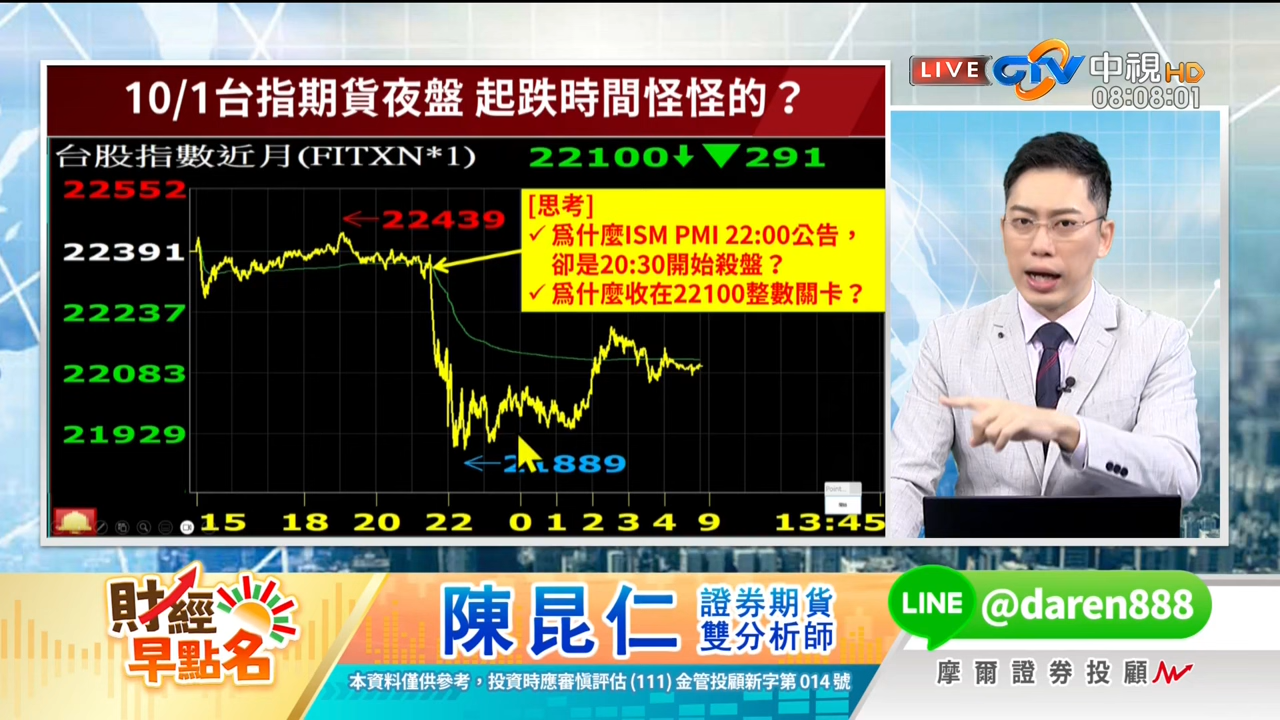 10/1台指期貨夜盤 起跌時間怪怪的？
台股指數近月(FITXN*1)
22100↓ ▼291
22552
22391
22237
22083
21929
←22439
[思考]
✓ 為什麼ISM PMI 22:00公告，
卻是20:30開始殺盤？
✓ 為什麼收在22100整數關卡？
←21889
15 18 20 22 0 1 2 3 4 9 13:45
LIVE CTV 中視HD
08:08:01
財經
早點名
陳昆仁
證券期貨
雙分析師
本資料僅供參考，投資時應審慎評估 (111) 金管投顧新字第 014 號
LINE @daren888
摩爾證券投顧